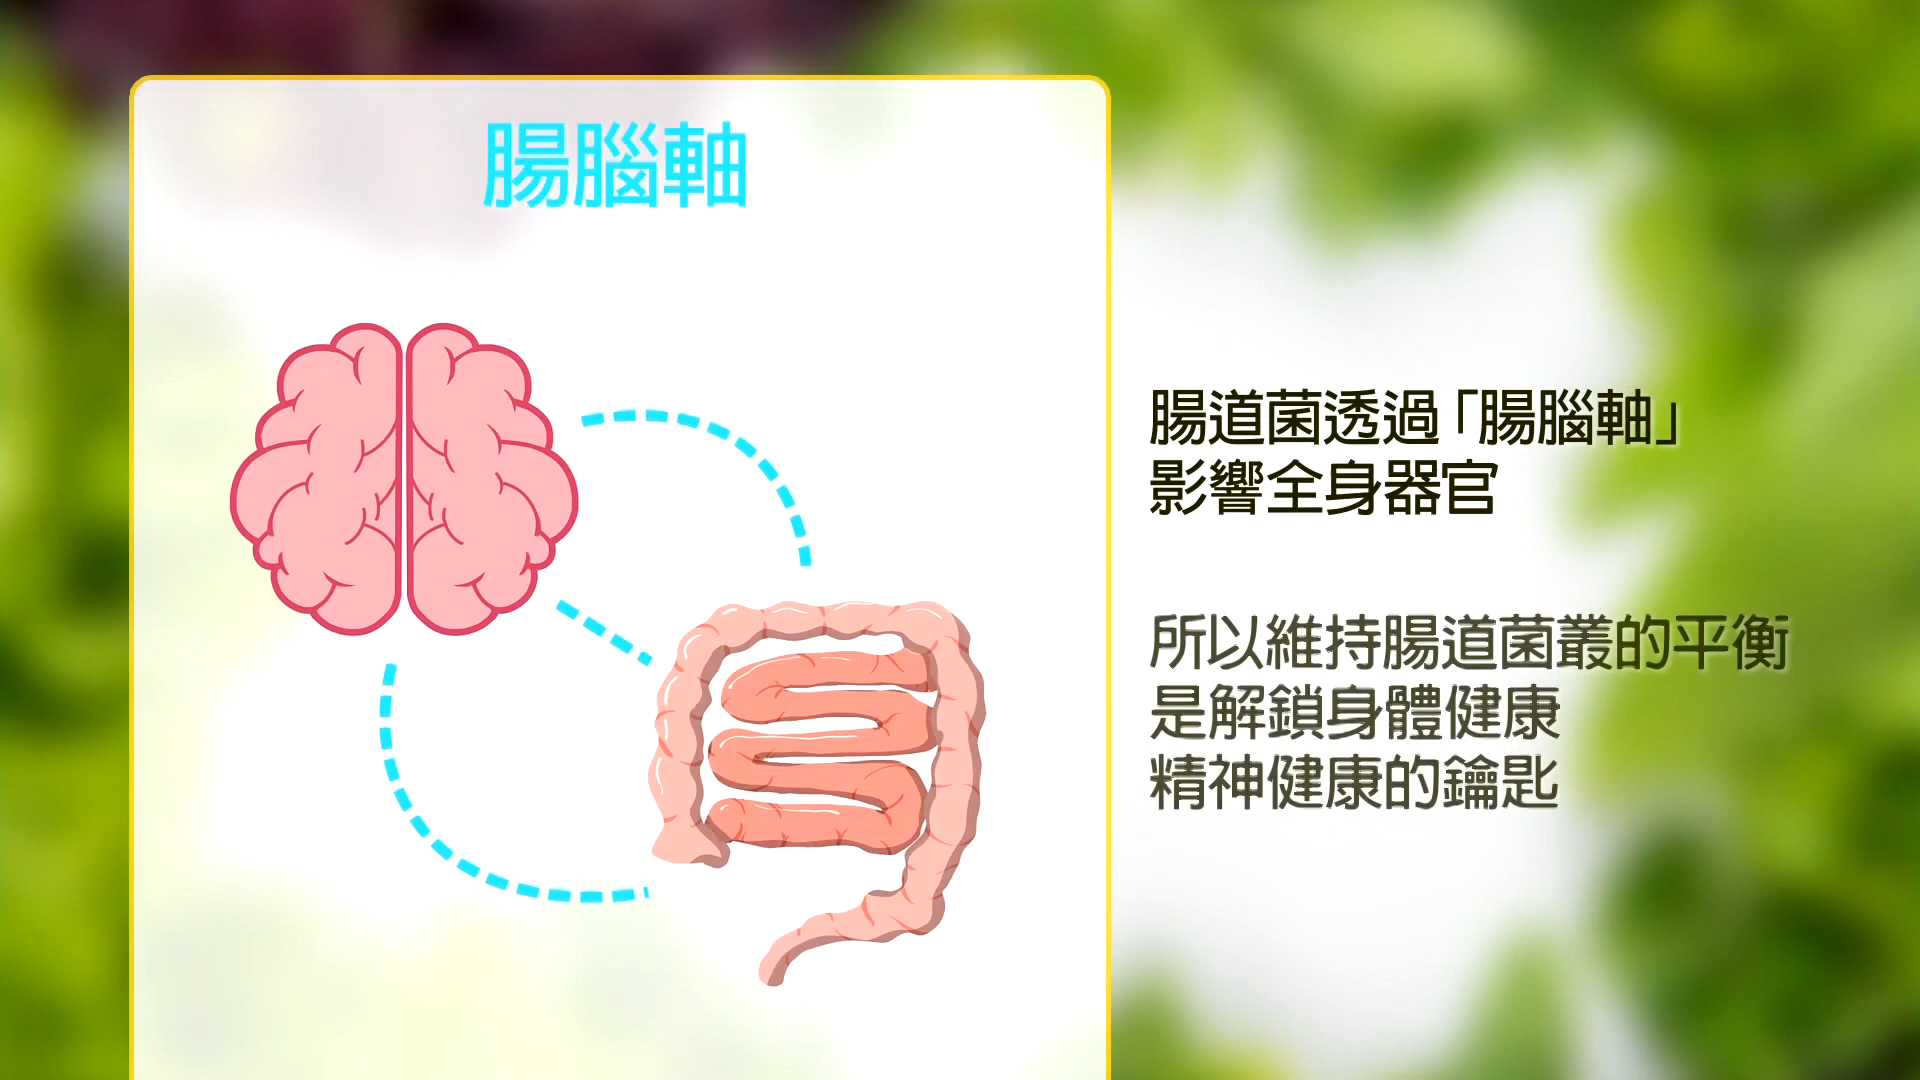 腸腦軸
腸道菌透過「腸腦軸」
影響全身器官
所以維持腸道菌叢的平衡
是解鎖身體健康
精神健康的鑰匙